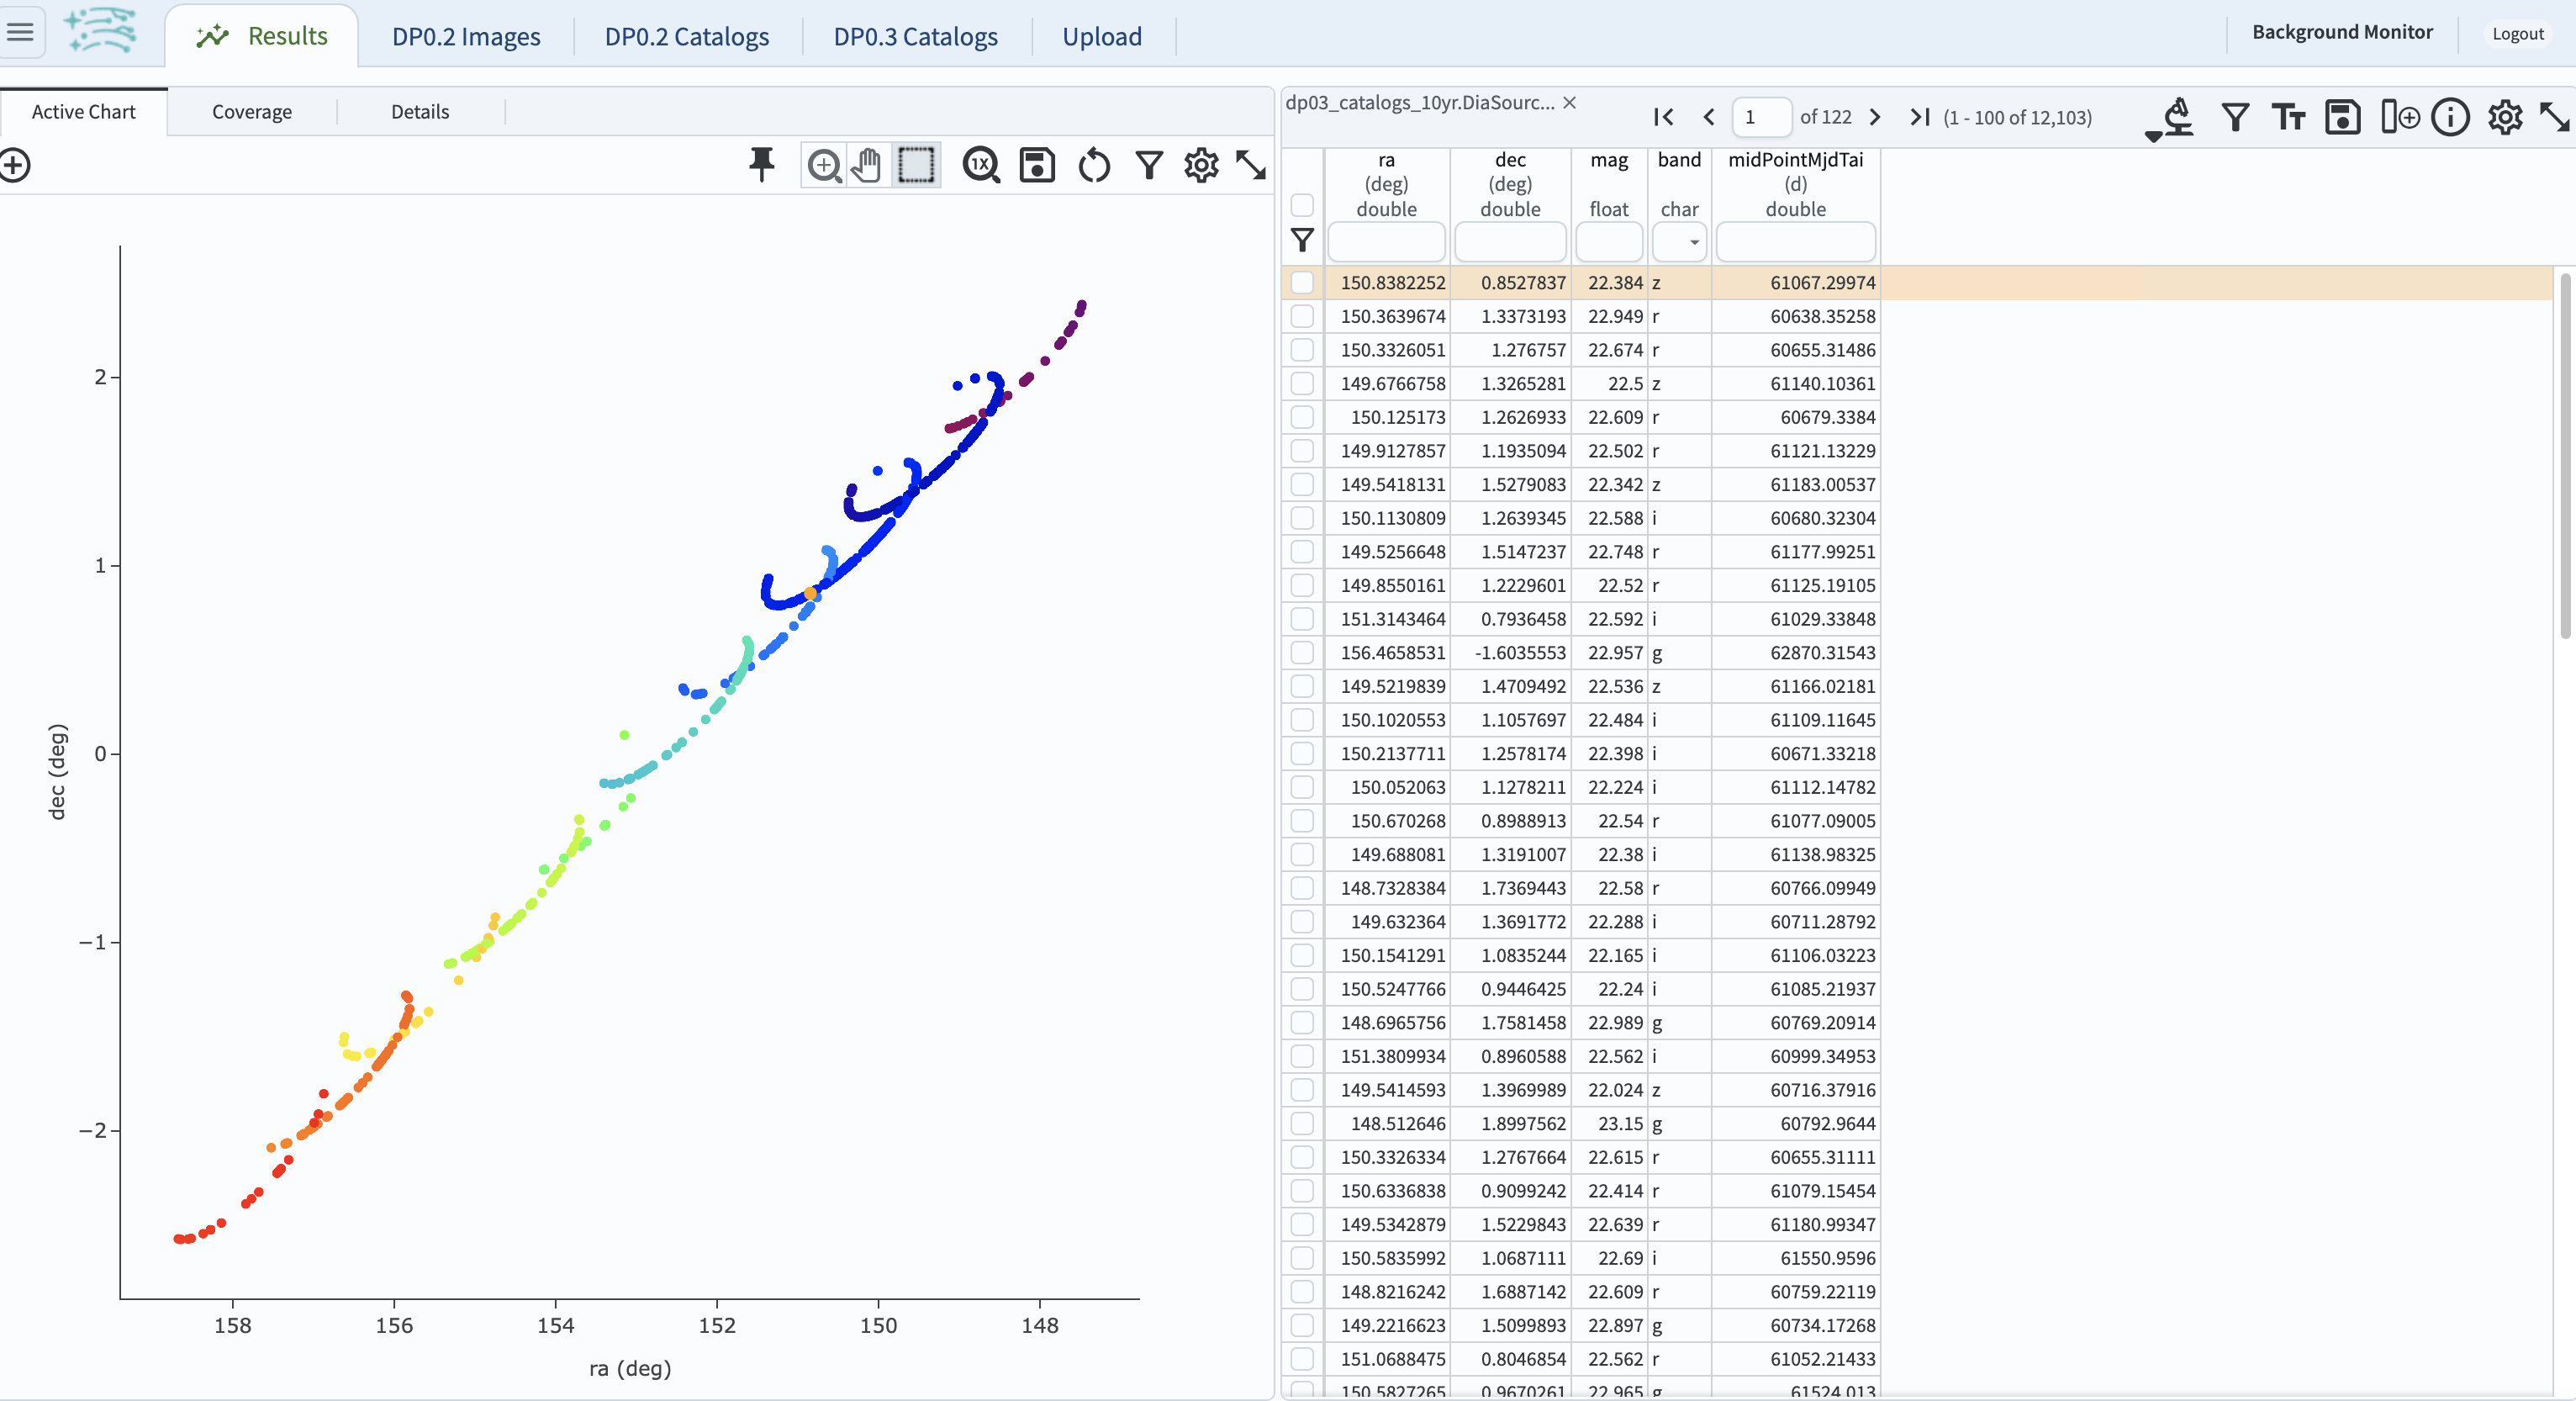 Results
DP0.2 Images
DP0.2 Catalogs
DP0.3 Catalogs
Upload
Background Monitor
Logout
Active Chart
Coverage
Details
1X
2
1
0
−1
−2
dec (deg)
158
156
154
152
150
148
ra (deg)
dp03_catalogs_10yr.DiaSourc...
1 of 122 (1 - 100 of 12,103)
ra dec mag band midPointMjdTai
(deg) (deg) (d)
double double float char double
150.8382252 0.8527837 22.384 z 61067.29974
150.3639674 1.3373193 22.949 r 60638.35258
150.3326051 1.276757 22.674 r 60655.31486
149.6766758 1.3265281 22.5 z 61140.10361
150.125173 1.2626933 22.609 r 60679.3384
149.9127857 1.1935094 22.502 r 61121.13229
149.5418131 1.5279083 22.342 z 61183.00537
150.1130809 1.2639345 22.588 i 60680.32304
149.5256648 1.5147237 22.748 r 61177.99251
149.8550161 1.2229601 22.52 r 61125.19105
151.3143464 0.7936458 22.592 i 61029.33848
156.4658531 -1.6035553 22.957 g 62870.31543
149.5219839 1.4709492 22.536 z 61166.02181
150.1020553 1.1057697 22.484 i 61109.11645
150.2137711 1.2578174 22.398 i 60671.33218
150.052063 1.1278211 22.224 i 61112.14782
150.670268 0.8988913 22.54 r 61077.09005
149.688081 1.3191007 22.38 i 61138.98325
148.7328384 1.7369443 22.58 r 60766.09949
149.632364 1.3691772 22.288 i 60711.28792
150.1541291 1.0835244 22.165 i 61106.03223
150.5247766 0.9446425 22.24 i 61085.21937
148.6965756 1.7581458 22.989 g 60769.20914
151.3809934 0.8960588 22.562 i 60999.34953
149.5414593 1.3969989 22.024 z 60716.37916
148.512646 1.8997562 23.15 g 60792.9644
150.3326334 1.2767664 22.615 r 60655.31111
150.6336838 0.9099242 22.414 r 61079.15454
149.5342879 1.5229843 22.639 r 61180.99347
150.5835992 1.0687111 22.69 i 61550.9596
148.8216242 1.6887142 22.609 r 60759.22119
149.2216623 1.5099893 22.897 g 60734.17268
151.0688475 0.8046854 22.562 r 61052.21433
150.5827265 0.9670261 22.965 g 61524.013